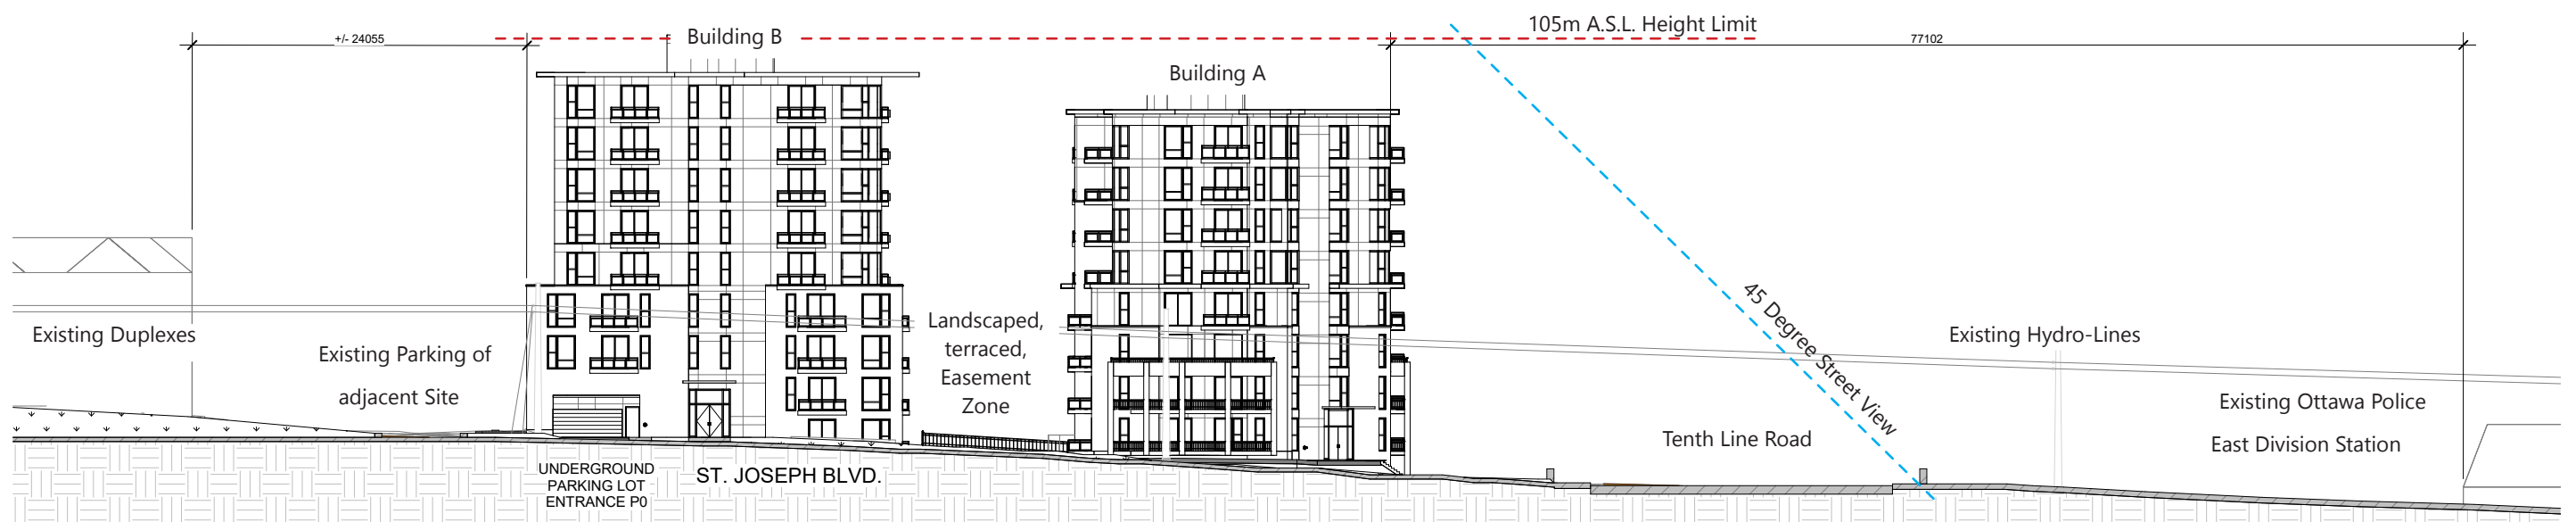 105m A.S.L. Height Limit
+/- 24055
Building B
77102
Building A
45 Degree Street View
Existing Duplexes
Existing Parking of
adjacent Site
Landscaped,
terraced,
Easement
Zone
Existing Hydro-Lines
Existing Ottawa Police
East Division Station
Tenth Line Road
UNDERGROUND
PARKING LOT
ENTRANCE P0
ST. JOSEPH BLVD.